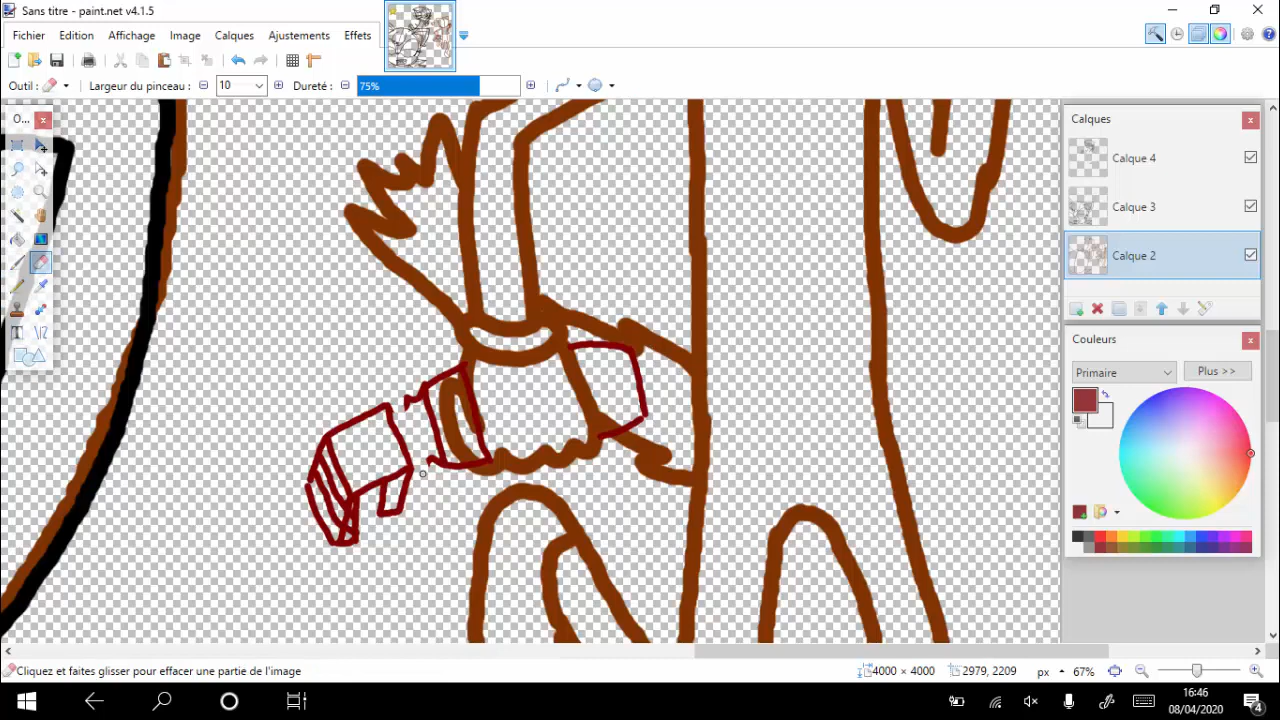 Sans titre - paint.net v4.1.5
Fichier Edition Affichage Image Calques Ajustements Effets
Outil : Largeur du pinceau : 10 Dureté : 75%
O...
Calques
Calque 4
Calque 3
Calque 2
Couleurs
Primaire Plus >>
Cliquez et faites glisser pour effacer une partie de l'image 4000 × 4000 2979, 2209 px 67%
16:46
08/04/2020
4